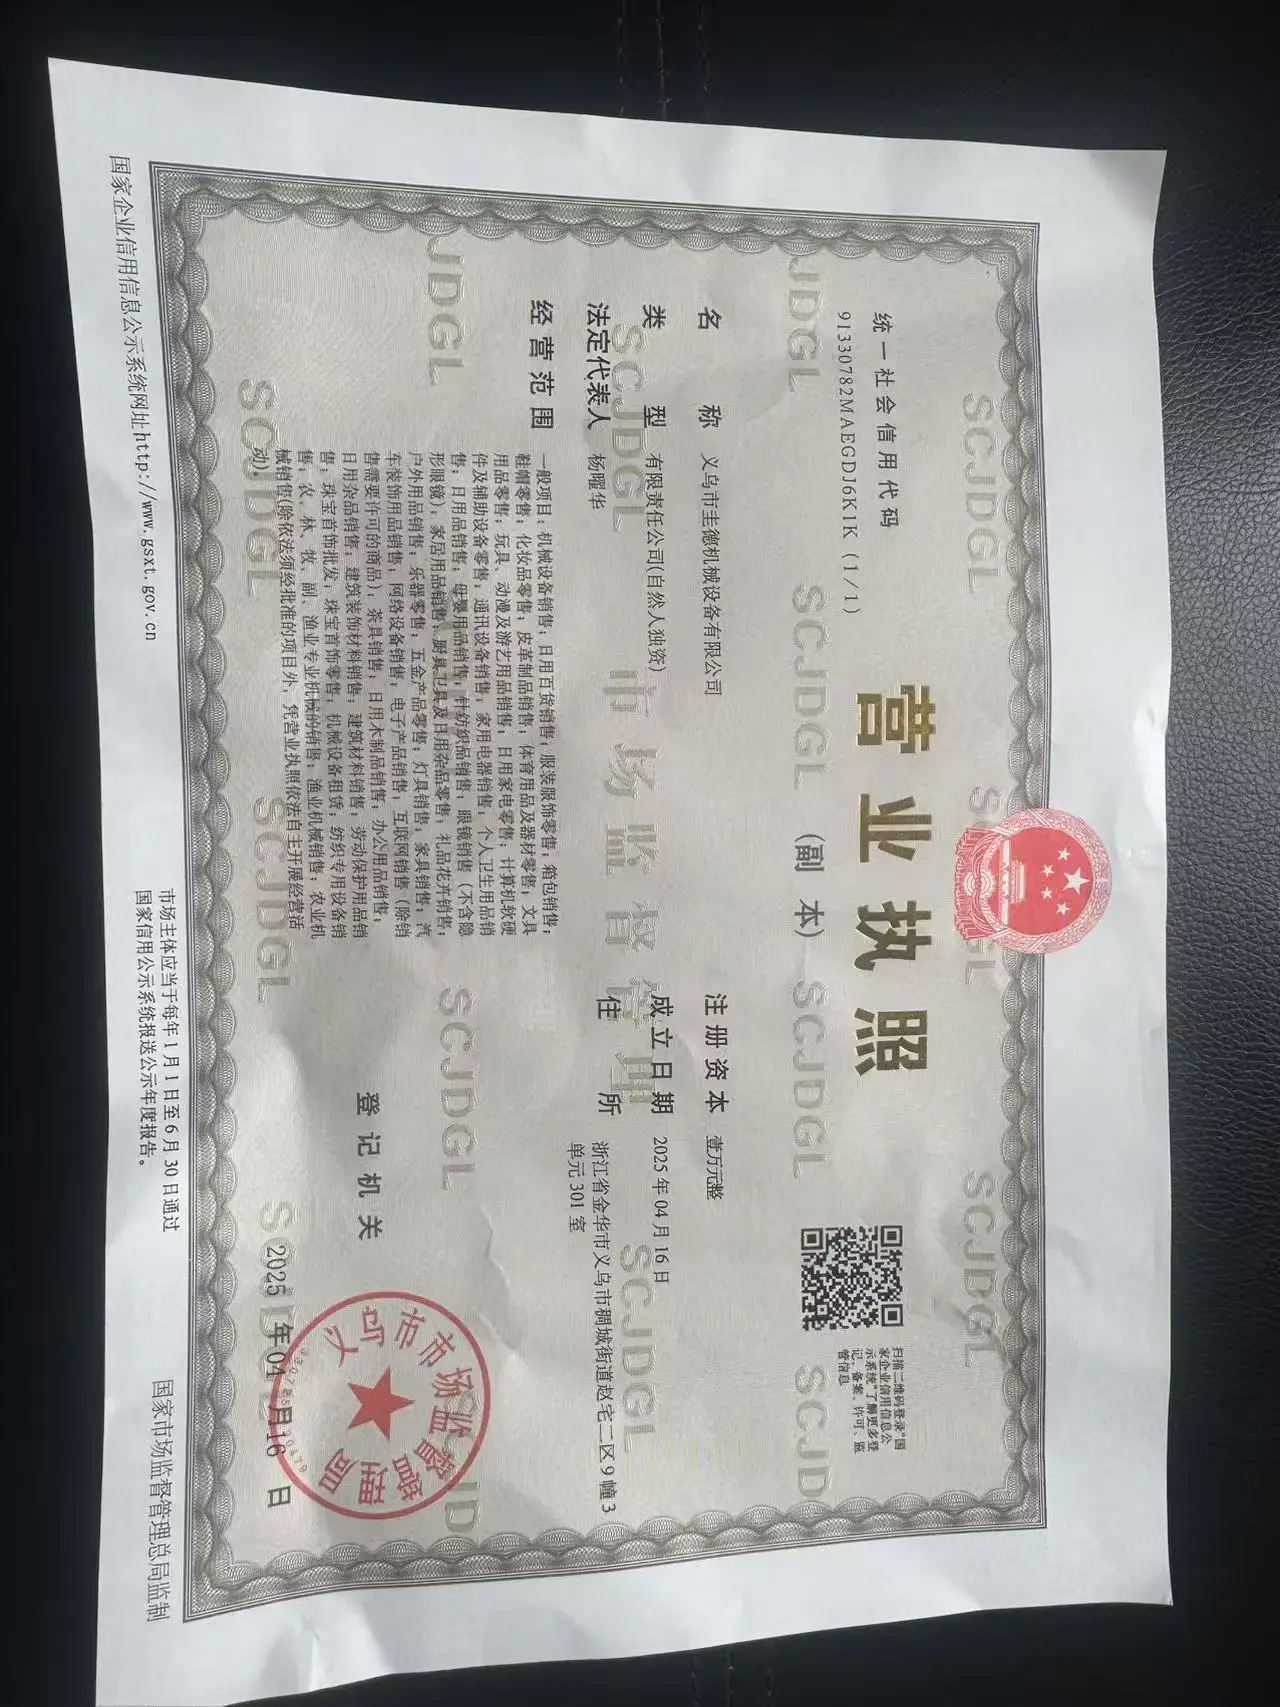 统一社会信用代码
91330782MAEGDJ6K1K (1/1)
营业执照
(副本)
扫描二维码登录“国
家企业信用信息公
示系统”了解更多登
记、备案、许可、监
管信息
名称 义乌市圭德机械设备有限公司
类型 有限责任公司(自然人独资)
法定代表人 杨曜华
经营范围 一般项目：机械设备销售；日用百货销售；服装服饰零售；箱包销售；
鞋帽零售；化妆品零售；皮革制品销售；体育用品及器材零售；文具
用品零售；玩具、动漫及游艺用品销售；日用家电零售；计算机软硬
件及辅助设备零售；通讯设备销售；家用电器销售；个人卫生用品销
售；日用品销售；母婴用品销售；针纺织品销售；眼镜销售（不含隐
形眼镜）；家居用品销售；厨具卫具及日用杂品零售；礼品花卉销售；
户外用品销售；乐器零售；五金产品零售；灯具销售；家具销售；汽
车装饰用品销售；网络设备销售；电子产品销售；互联网销售（除销
售需要许可的商品）；茶具销售；日用木制品销售；办公用品销售；
日用杂品销售；建筑装饰材料销售；建筑材料销售；劳动保护用品销
售；珠宝首饰批发；珠宝首饰零售；机械设备租赁；纺织专用设备销
售；农、林、牧、副、渔业专业机械的销售；渔业机械销售；农业机
械销售(除依法须经批准的项目外，凭营业执照依法自主开展经营活
动)。
注册资本 壹万元整
成立日期 2025年04月16日
住所 浙江省金华市义乌市稠城街道赵宅二区9幢3
单元301室
登记机关
义乌市市场监督管理局
2025年04月16日
SCJDGL
市场监督管理
国家企业信用信息公示系统网址http://www.gsxt.gov.cn
市场主体应当于每年1月1日至6月30日通过
国家信用公示系统报送公示年度报告。
国家市场监督管理总局监制